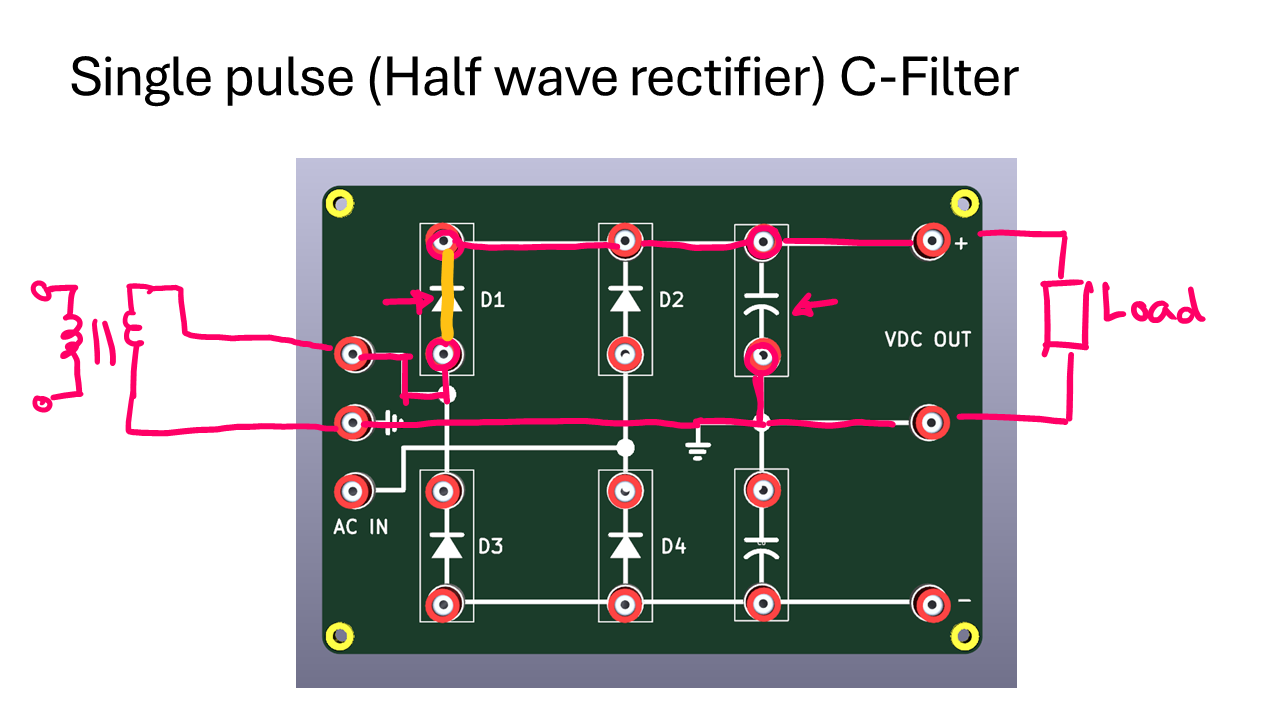 Single pulse (Half wave rectifier) C-Filter
D1
D2
+
Load
VDC OUT
AC IN
D3
D4
−